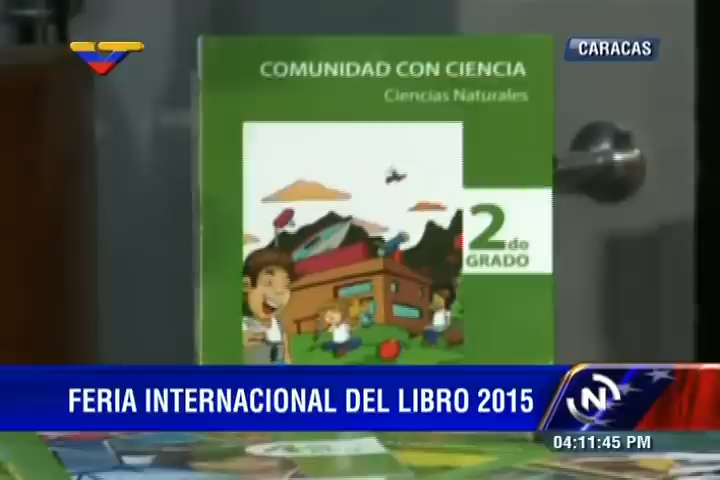 CARACAS
COMUNIDAD CON CIENCIA
Ciencias Naturales
2do
GRADO
FERIA INTERNACIONAL DEL LIBRO 2015
N
04:11:45 PM